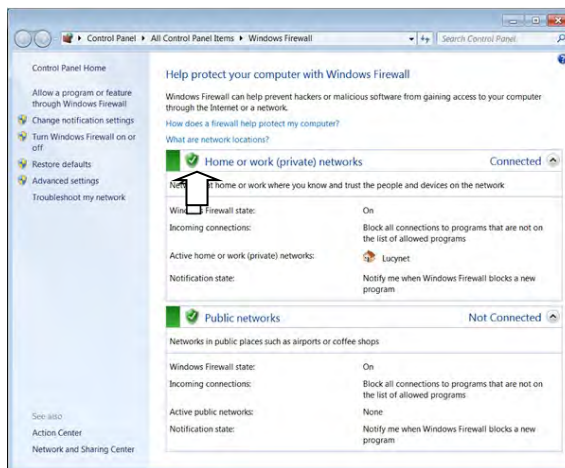 Control Panel ▸ All Control Panel Items ▸ Windows Firewall
Search Control Panel
Control Panel Home
Allow a program or feature
through Windows Firewall
Change notification settings
Turn Windows Firewall on or
off
Restore defaults
Advanced settings
Troubleshoot my network
See also
Action Center
Network and Sharing Center
Help protect your computer with Windows Firewall
Windows Firewall can help prevent hackers or malicious software from gaining access to your computer
through the Internet or a network.
How does a firewall help protect my computer?
What are network locations?
Home or work (private) networks Connected
at home or work where you know and trust the people and devices on the network
Firewall state: On
Incoming connections: Block all connections to programs that are not on
the list of allowed programs
Active home or work (private) networks: Lucynet
Notification state: Notify me when Windows Firewall blocks a new
program
Public networks Not Connected
Networks in public places such as airports or coffee shops
Windows Firewall state: On
Incoming connections: Block all connections to programs that are not on
the list of allowed programs
Active public networks: None
Notification state: Notify me when Windows Firewall blocks a new
program